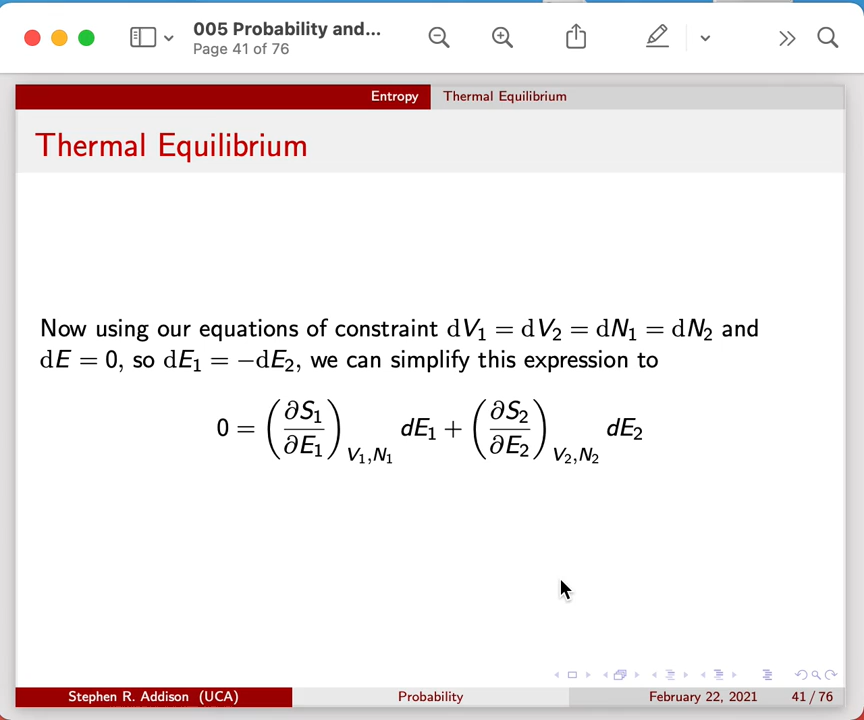 005 Probability and...
Page 41 of 76
Entropy Thermal Equilibrium
Thermal Equilibrium
Now using our equations of constraint dV₁ = dV₂ = dN₁ = dN₂ and
dE = 0, so dE₁ = −dE₂, we can simplify this expression to
0 = (∂S₁/∂E₁)_{V₁,N₁} dE₁ + (∂S₂/∂E₂)_{V₂,N₂} dE₂
Stephen R. Addison (UCA) Probability February 22, 2021 41 / 76